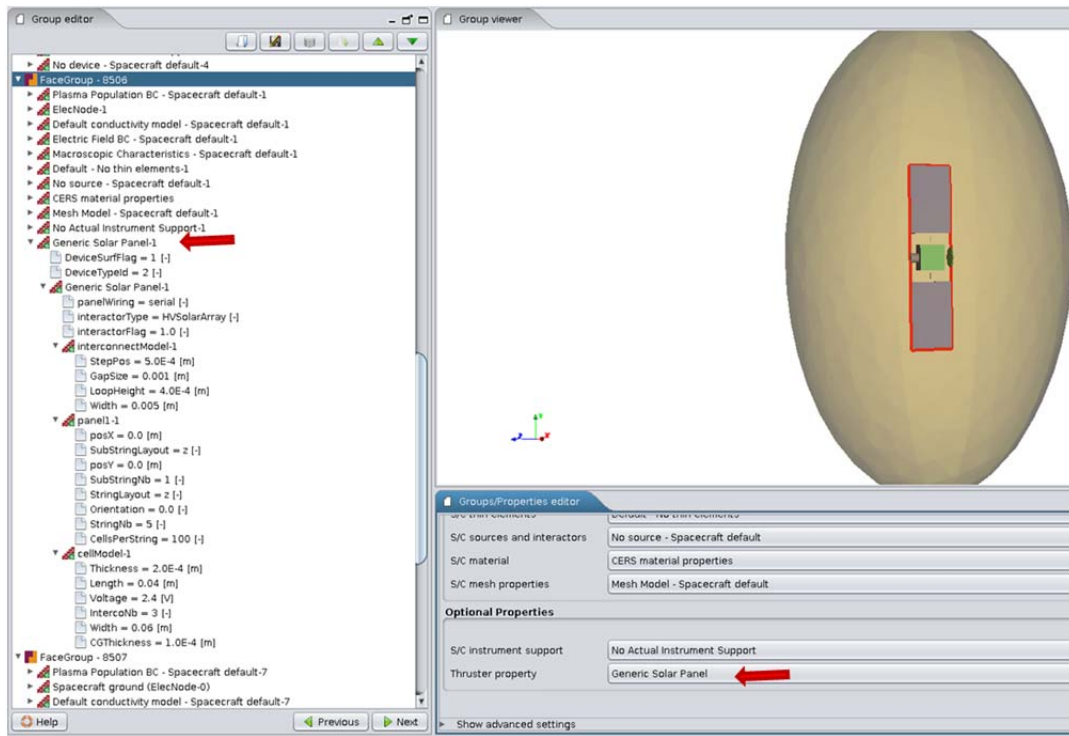 Group editor
No device - Spacecraft default-4
FaceGroup - 8506
Plasma Population BC - Spacecraft default-1
ElecNode-1
Default conductivity model - Spacecraft default-1
Electric Field BC - Spacecraft default-1
Macroscopic Characteristics - Spacecraft default-1
Default - No thin elements-1
No source - Spacecraft default-1
CERS material properties
Mesh Model - Spacecraft default-1
No Actual Instrument Support-1
Generic Solar Panel-1
DeviceSurfFlag = 1 [-]
DeviceTypeId = 2 [-]
Generic Solar Panel-1
panelWiring = serial [-]
interactorType = HVSolarArray [-]
interactorFlag = 1.0 [-]
interconnectModel-1
StepPos = 5.0E-4 [m]
GapSize = 0.001 [m]
LoopHeight = 4.0E-4 [m]
Width = 0.005 [m]
panel1-1
posX = 0.0 [m]
SubStringLayout = z [-]
posY = 0.0 [m]
SubStringNb = 1 [-]
StringLayout = z [-]
Orientation = 0.0 [-]
StringNb = 5 [-]
CellsPerString = 100 [-]
cellModel-1
Thickness = 2.0E-4 [m]
Length = 0.04 [m]
Voltage = 2.4 [V]
IntercoNb = 3 [-]
Width = 0.06 [m]
CGThickness = 1.0E-4 [m]
FaceGroup - 8507
Plasma Population BC - Spacecraft default-7
Spacecraft ground (ElecNode-0)
Default conductivity model - Spacecraft default-7
Help
Previous
Next
Group viewer
Y
Z
X
Groups/Properties editor
S/C thin elements Default - No thin elements
S/C sources and interactors No source - Spacecraft default
S/C material CERS material properties
S/C mesh properties Mesh Model - Spacecraft default
Optional Properties
S/C instrument support No Actual Instrument Support
Thruster property Generic Solar Panel
Show advanced settings